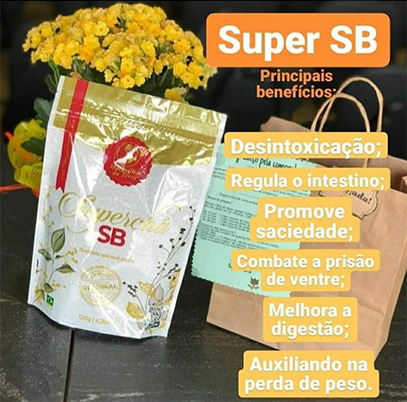 Super SB
Principais
benefícios:
Desintoxicação;
Regula o intestino;
Promove
saciedade;
Combate a prisão
de ventre;
Melhora a
digestão;
Auxiliando na
perda de peso.
Superchá
SB
ORIGINAL
120g